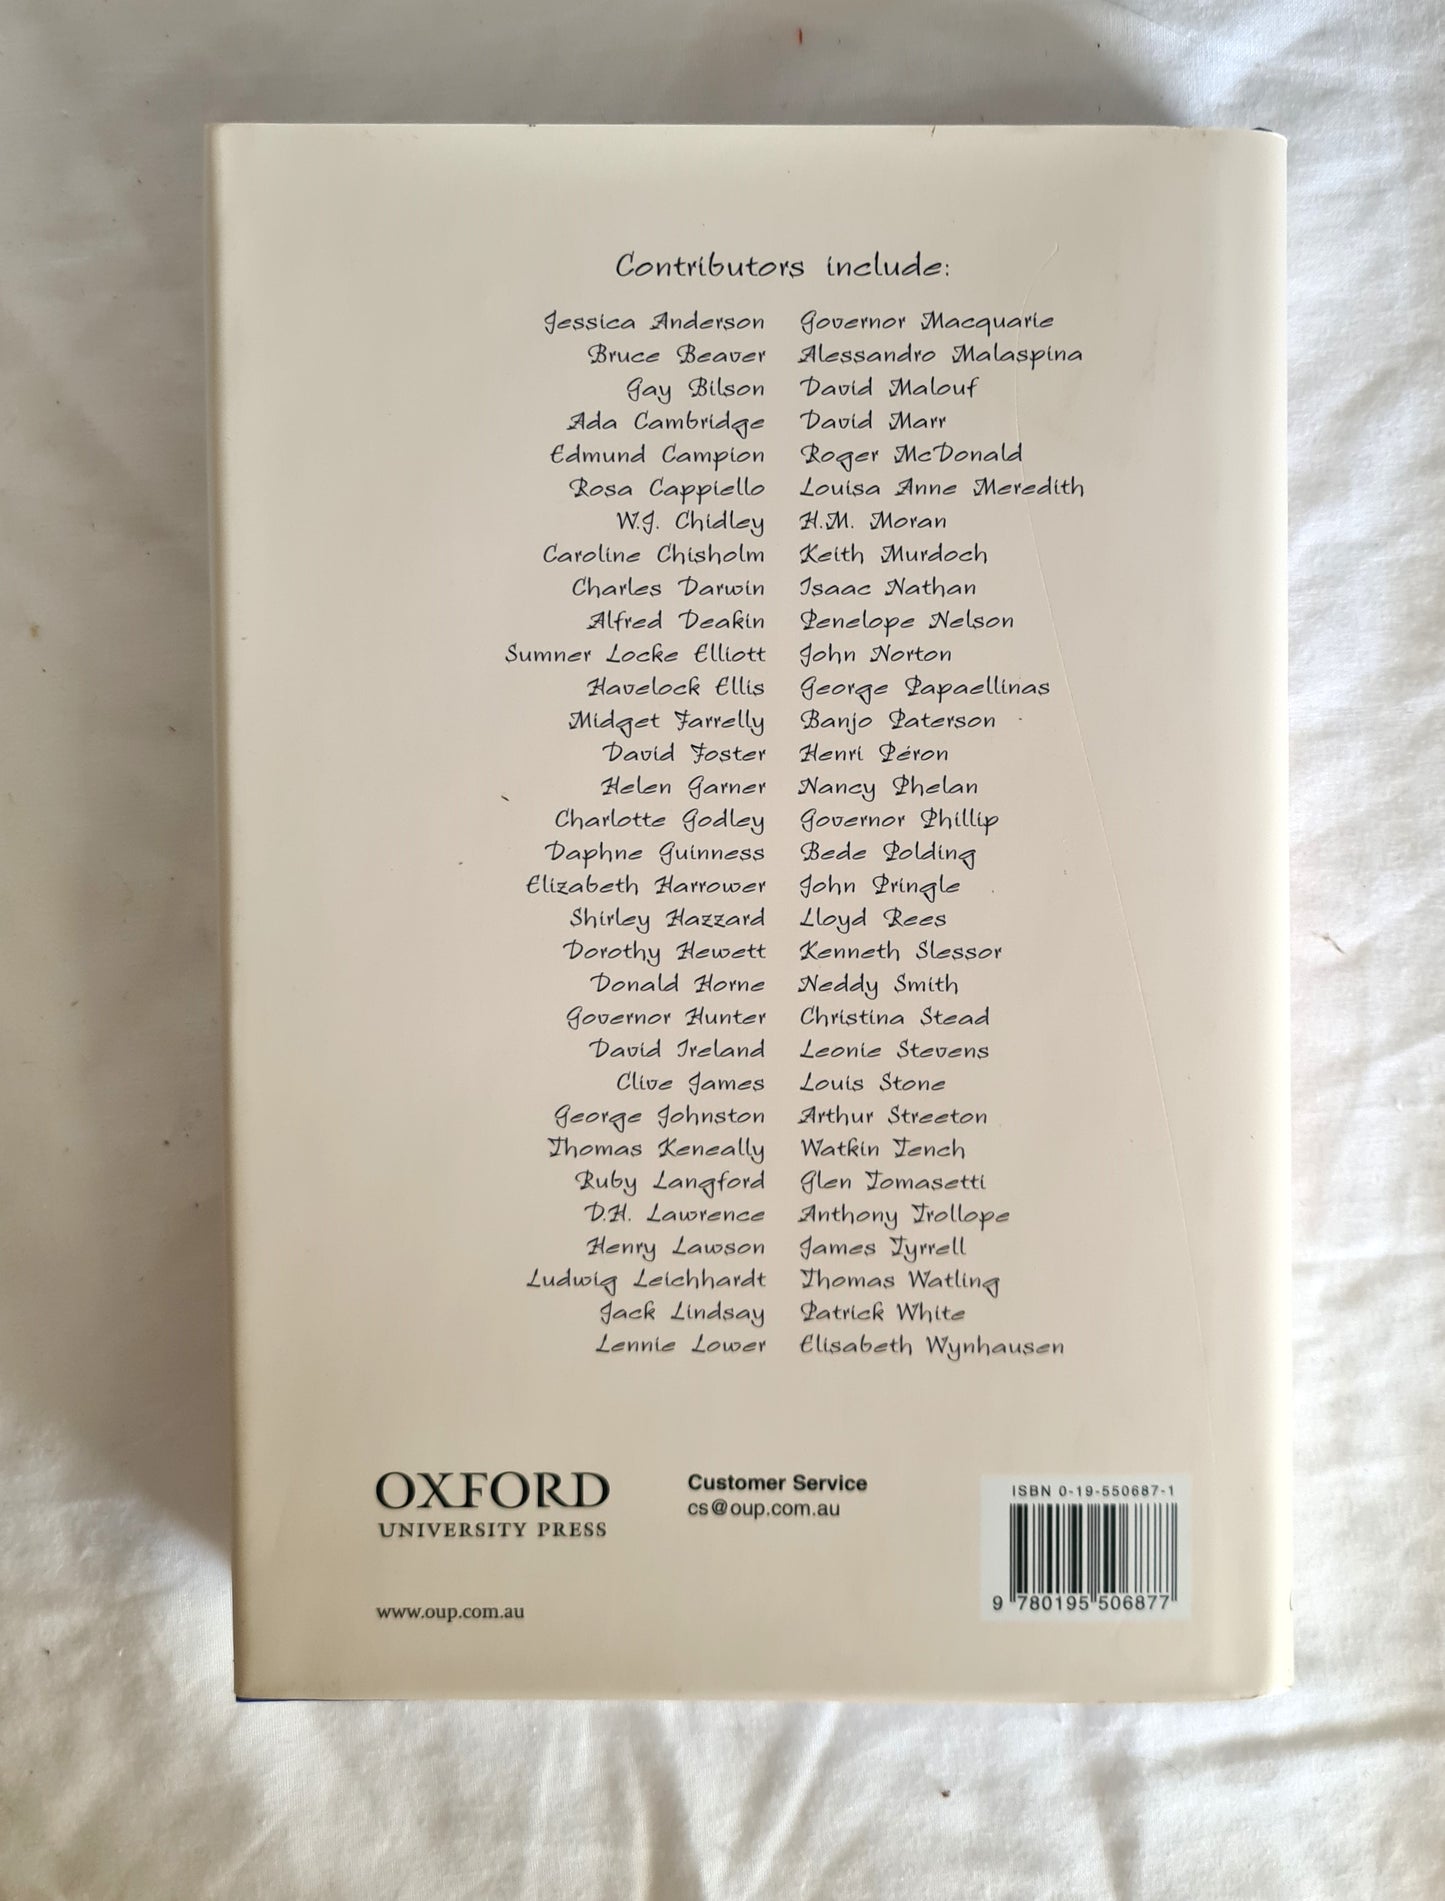 Contributors include:
Jessica Anderson
Bruce Beaver
Gay Bilson
Ada Cambridge
Edmund Campion
Rosa Cappiello
W.J. Chidley
Caroline Chisholm
Charles Darwin
Alfred Deakin
Sumner Locke Elliott
Havelock Ellis
Midget Farrelly
David Foster
Helen Garner
Charlotte Godley
Daphne Guinness
Elizabeth Harrower
Shirley Hazzard
Dorothy Hewett
Donald Horne
Governor Hunter
David Ireland
Clive James
George Johnston
Thomas Keneally
Ruby Langford
D.H. Lawrence
Henry Lawson
Ludwig Leichhardt
Jack Lindsay
Lennie Lower
Governor Macquarie
Alessandro Malaspina
David Malouf
David Marr
Roger McDonald
Louisa Anne Meredith
H.M. Moran
Keith Murdoch
Isaac Nathan
Penelope Nelson
John Norton
George Papaellinas
Banjo Paterson
Henri Péron
Nancy Phelan
Governor Phillip
Bede Polding
John Pringle
Lloyd Rees
Kenneth Slessor
Neddy Smith
Christina Stead
Leonie Stevens
Louis Stone
Arthur Streeton
Watkin Tench
Glen Tomasetti
Anthony Trollope
James Tyrrell
Thomas Watling
Patrick White
Elisabeth Wynhausen
OXFORD
UNIVERSITY PRESS
www.oup.com.au
Customer Service
cs@oup.com.au
ISBN 0-19-550687-1
9 780195 506877